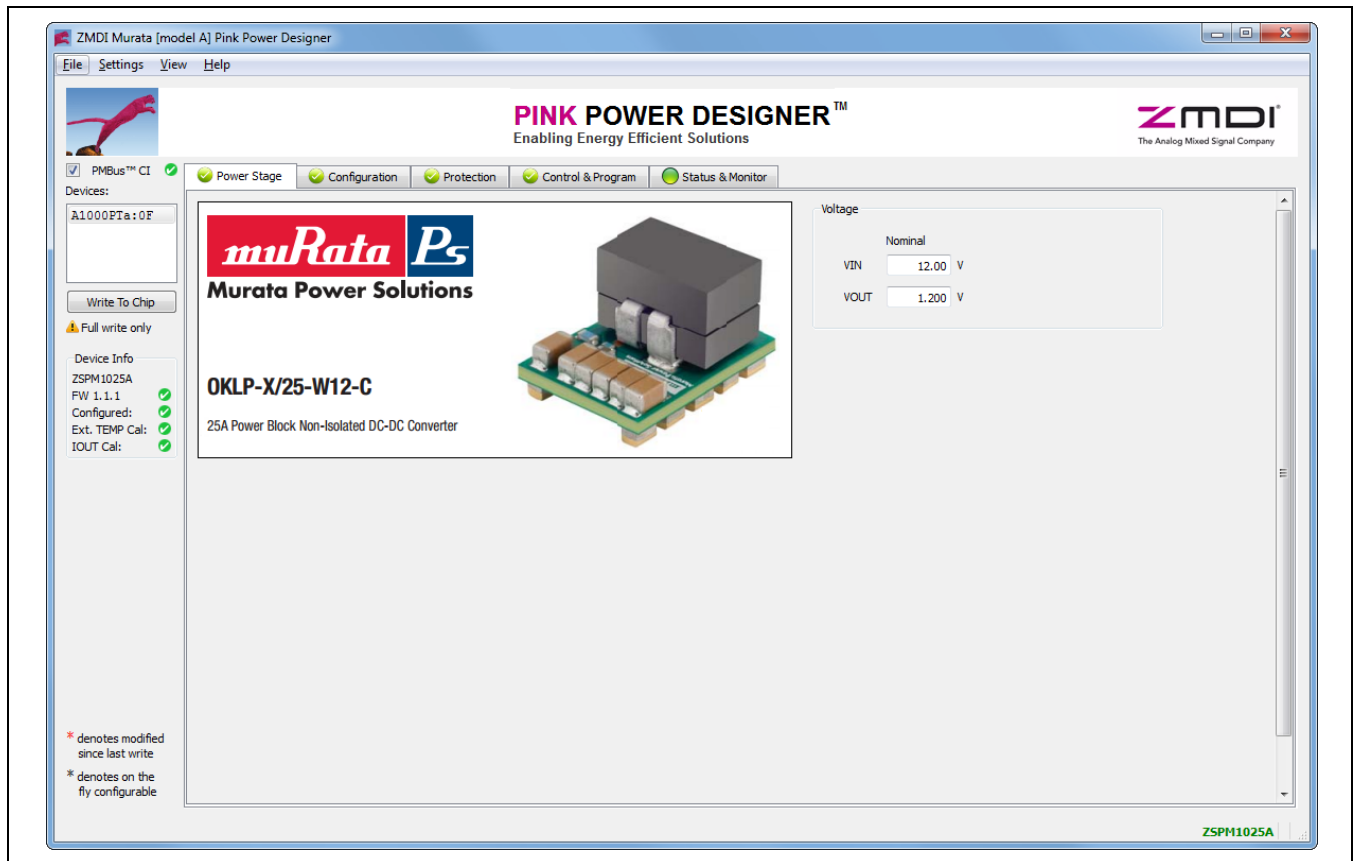 ZMDI Murata [model A] Pink Power Designer
File Settings View Help
PINK POWER DESIGNER™
Enabling Energy Efficient Solutions
ZMDI
The Analog Mixed Signal Company
PMBus™ CI
Devices:
A1000PTa:0F
Write To Chip
Full write only
Device Info
ZSPM1025A
FW 1.1.1
Configured:
Ext. TEMP Cal:
IOUT Cal:
* denotes modified
since last write
* denotes on the
fly configurable
Power Stage Configuration Protection Control & Program Status & Monitor
muRata Ps
Murata Power Solutions
OKLP-X/25-W12-C
25A Power Block Non-Isolated DC-DC Converter
Voltage
Nominal
VIN 12.00 V
VOUT 1.200 V
ZSPM1025A